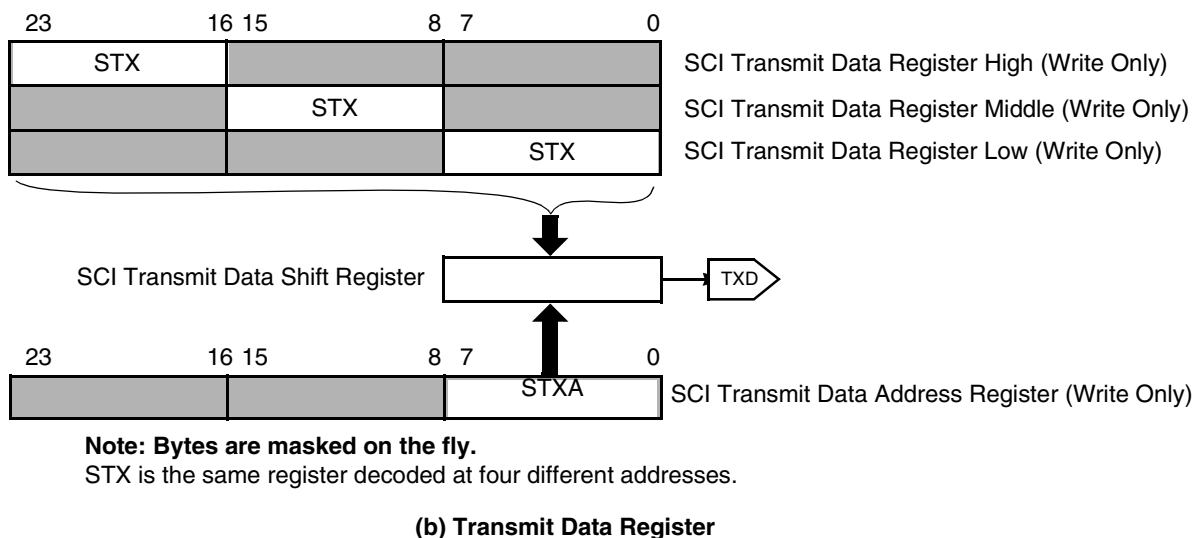 23 16 15 8 7 0
STX SCI Transmit Data Register High (Write Only)
STX SCI Transmit Data Register Middle (Write Only)
STX SCI Transmit Data Register Low (Write Only)
SCI Transmit Data Shift Register TXD
23 16 15 8 7 0
STXA SCI Transmit Data Address Register (Write Only)
Note: Bytes are masked on the fly.
STX is the same register decoded at four different addresses.
(b) Transmit Data Register